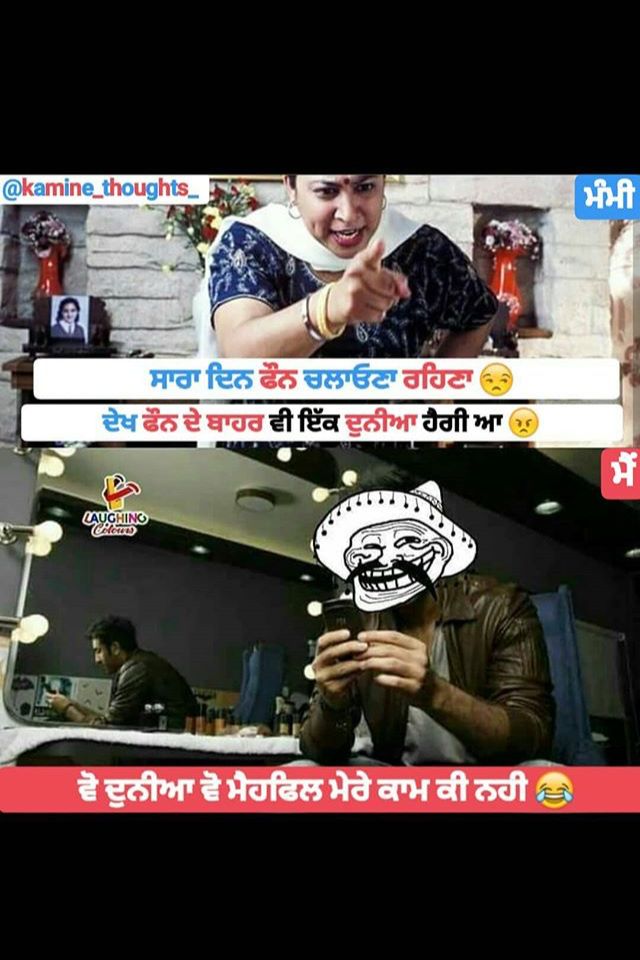 @kamine_thoughts_
ਮੰਮੀ
ਸਾਰਾ ਦਿਨ ਫੌਨ ਚਲਾਓਣਾ ਰਹਿਣਾ 😒
ਦੇਖ ਫੌਨ ਦੇ ਬਾਹਰ ਵੀ ਇੱਕ ਦੁਨੀਆ ਹੈਗੀ ਆ 😠
ਮੈਂ
LAUGHING
Colours
ਵੋ ਦੁਨੀਆ ਵੋ ਮੈਹਫਿਲ ਮੇਰੇ ਕਾਮ ਕੀ ਨਹੀ 😂